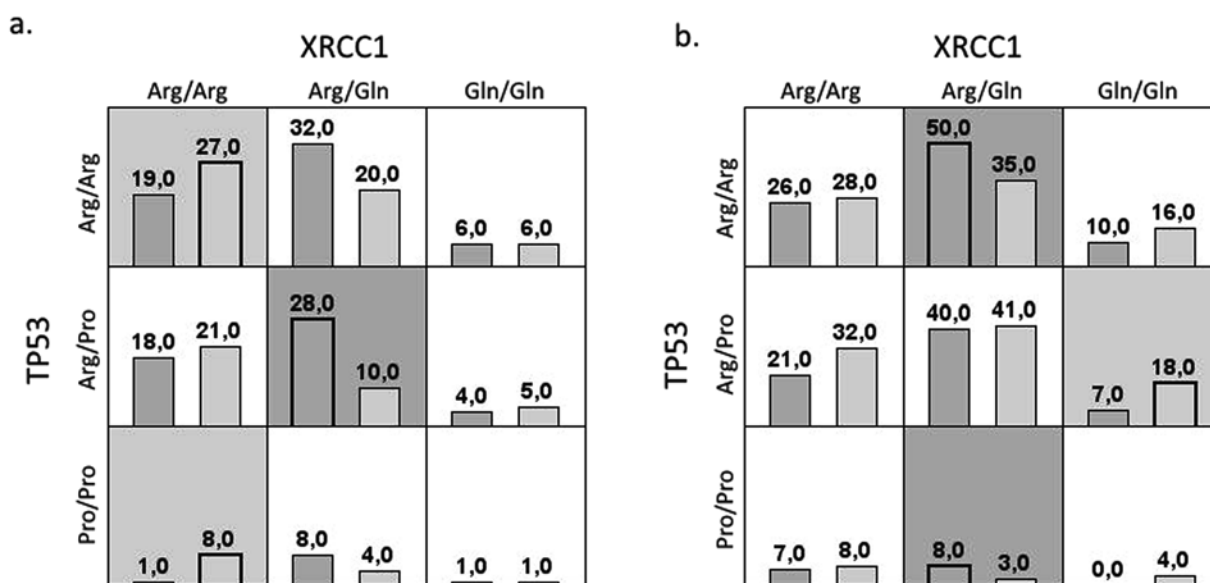 a.
XRCC1
Arg/Arg Arg/Gln Gln/Gln
TP53
Arg/Arg
19,0 27,0 32,0 20,0 6,0 6,0
Arg/Pro
18,0 21,0 28,0 10,0 4,0 5,0
Pro/Pro
1,0 8,0 8,0 4,0 1,0 1,0
b.
XRCC1
Arg/Arg Arg/Gln Gln/Gln
TP53
Arg/Arg
26,0 28,0 50,0 35,0 10,0 16,0
Arg/Pro
21,0 32,0 40,0 41,0 7,0 18,0
Pro/Pro
7,0 8,0 8,0 3,0 0,0 4,0